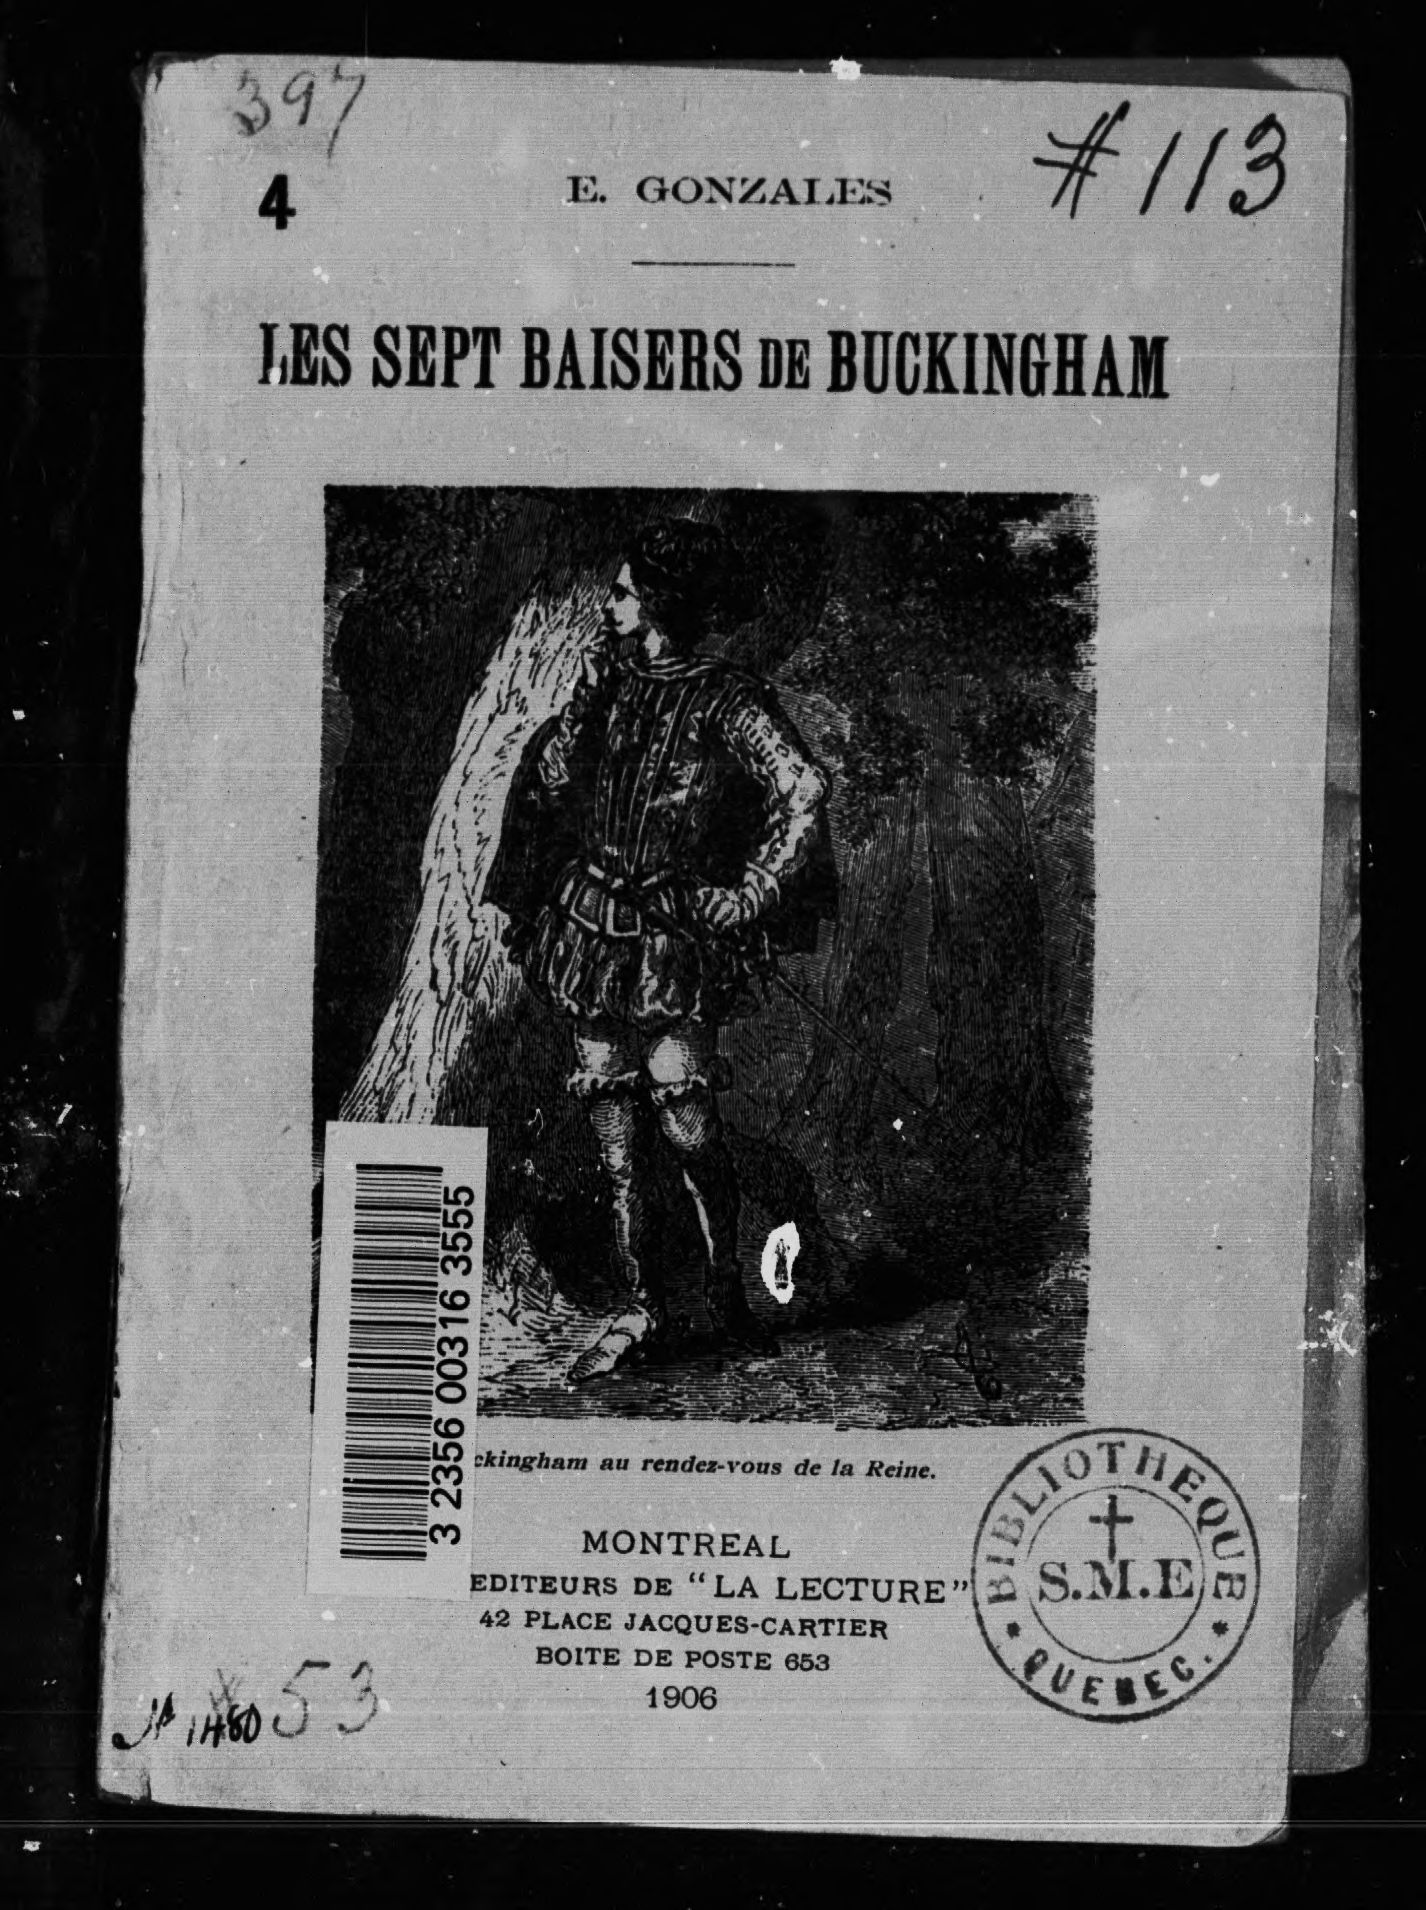 397
# 113
4
E. GONZALES
LES SEPT BAISERS DE BUCKINGHAM
3 2356 00316 3555
ckingham au rendez-vous de la Reine.
MONTREAL
EDITEURS DE “LA LECTURE”
42 PLACE JACQUES-CARTIER
BOITE DE POSTE 653
1906
BIBLIOTHEQUE
S.M.E
* QUEBEC. *
# 53
1480